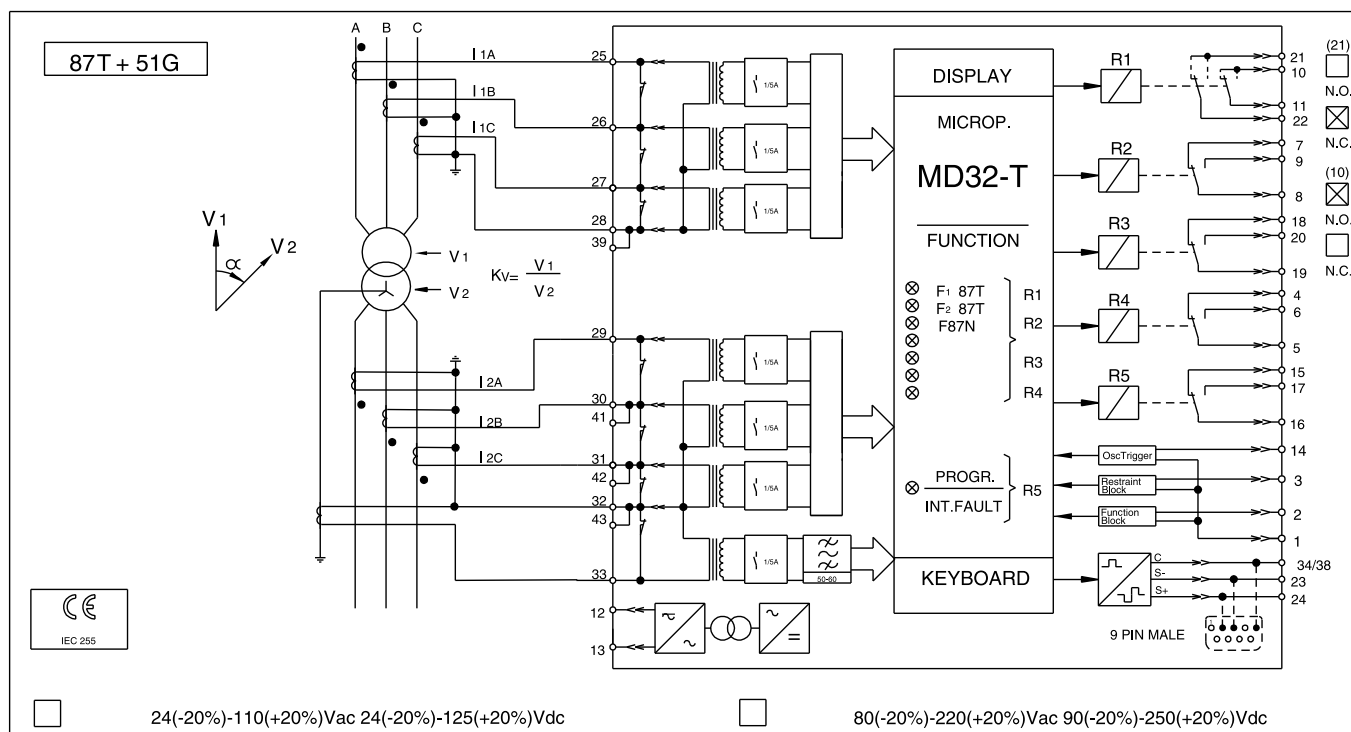 87T + 51G
A B C
I 1A
I 1B
I 1C
25
26
27
28
39
V1
V2
α
V1
V2
KV= V1
V2
29
30
41
31
42
32
43
33
12
13
I 2A
I 2B
I 2C
1/5A
1/5A
1/5A
1/5A
1/5A
1/5A
1/5A
50-60
DISPLAY
MICROP.
MD32-T
FUNCTION
F1 87T
F2 87T
F87N
R1
R2
R3
R4
PROGR.
INT.FAULT
R5
KEYBOARD
R1
R2
R3
R4
R5
OscTrigger
Restraint
Block
Function
Block
C
S-
S+
9 PIN MALE
1
21
10
11
22
7
9
8
18
20
19
4
6
5
15
17
16
14
3
2
1
34/38
23
24
(21)
N.O.
N.C.
(10)
N.O.
N.C.
CE
IEC 255
24(-20%)-110(+20%)Vac 24(-20%)-125(+20%)Vdc
80(-20%)-220(+20%)Vac 90(-20%)-250(+20%)Vdc